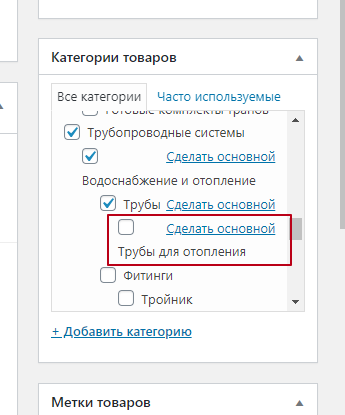 Категории товаров
Все категории Часто используемые
Готовые комплекты трапов
Трубопроводные системы
Сделать основной
Водоснабжение и отопление
Трубы Сделать основной
Сделать основной
Трубы для отопления
Фитинги
Тройник
+ Добавить категорию
Метки товаров